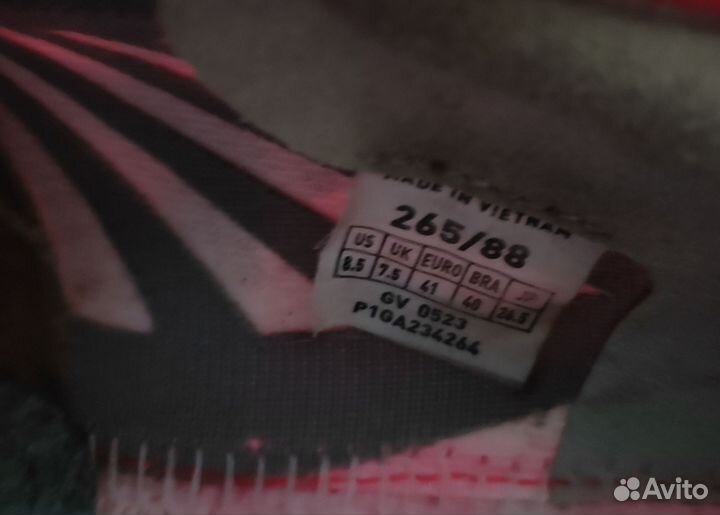 MADE IN VIETNAM
265/88
US UK EURO BRA JP
8.5 7.5 41 40 26.5
GV 0523
P1GA234264
Avito